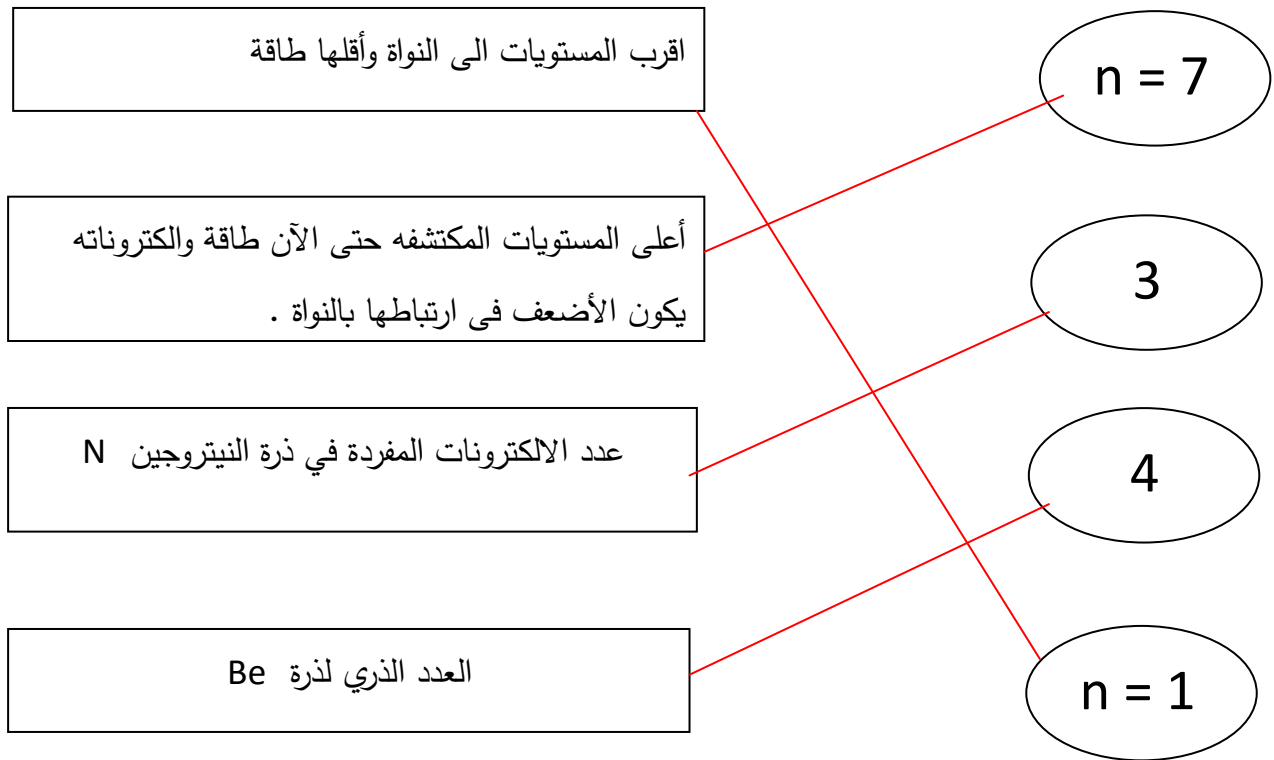 اقرب المستويات الى النواة وأقلها طاقة
n = 7
أعلى المستويات المكتشفه حتى الآن طاقة والكتروناته
يكون الأضعف فى ارتباطها بالنواة .
3
عدد الالكترونات المفردة في ذرة النيتروجين N
4
العدد الذري لذرة Be
n = 1